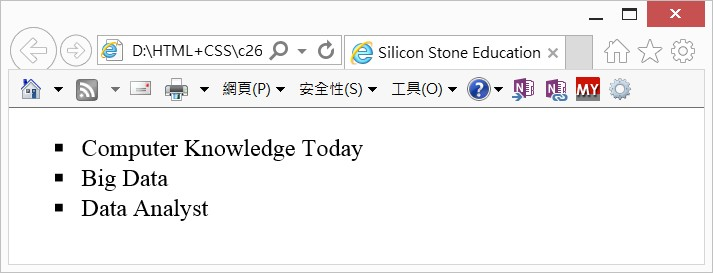 D:\HTML+CSS\c26
Silicon Stone Education
網頁(P) 安全性(S) 工具(O) MY
Computer Knowledge Today
Big Data
Data Analyst